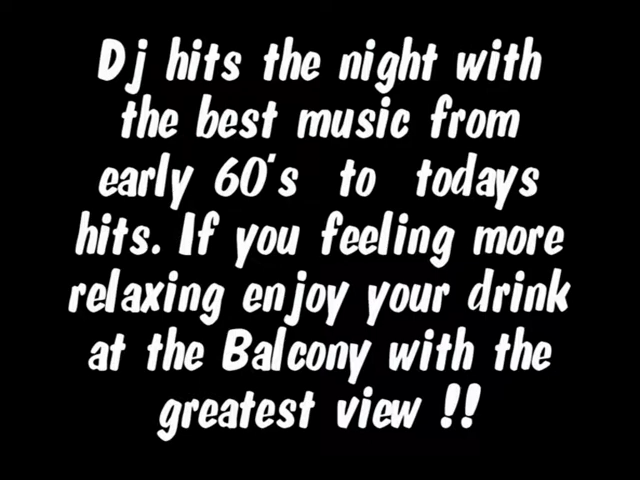 Dj hits the night with
the best music from
early 60's to todays
hits. If you feeling more
relaxing enjoy your drink
at the Balcony with the
greatest view !!